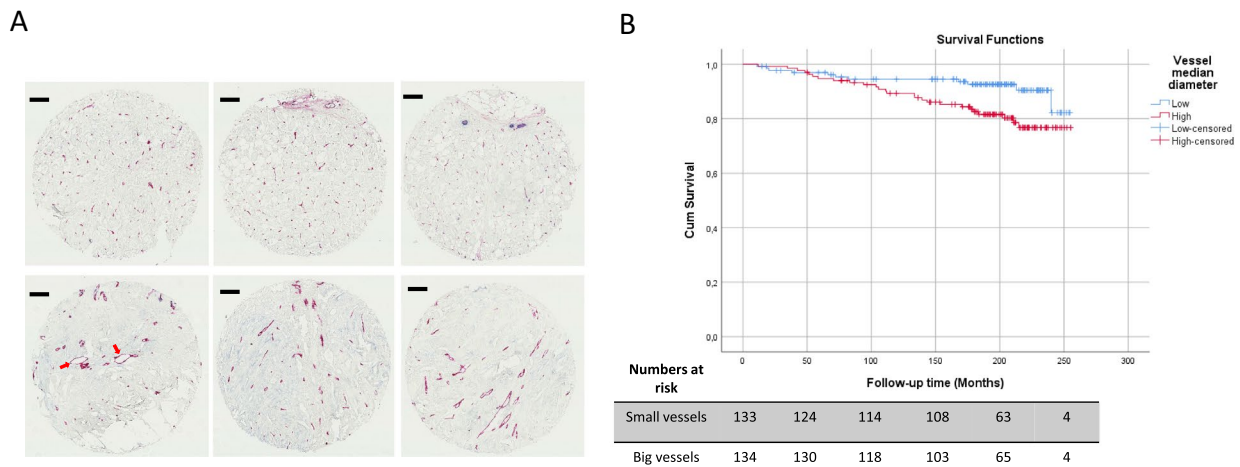 A
B
Survival Functions
Vessel
median
diameter
Low
High
Low-censored
High-censored
Cum Survival
1,0
0,8
0,6
0,4
0,2
0,0
0 50 100 150 200 250 300
Follow-up time (Months)
Numbers at
risk
Small vessels 133 124 114 108 63 4
Big vessels 134 130 118 103 65 4